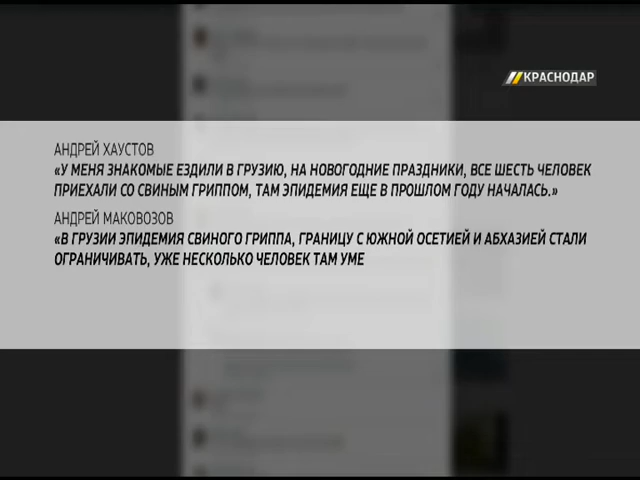 КРАСНОДАР
АНДРЕЙ ХАУСТОВ
«У МЕНЯ ЗНАКОМЫЕ ЕЗДИЛИ В ГРУЗИЮ, НА НОВОГОДНИЕ ПРАЗДНИКИ, ВСЕ ШЕСТЬ ЧЕЛОВЕК
ПРИЕХАЛИ СО СВИНЫМ ГРИППОМ, ТАМ ЭПИДЕМИЯ ЕЩЕ В ПРОШЛОМ ГОДУ НАЧАЛАСЬ.»
АНДРЕЙ МАКОВОЗОВ
«В ГРУЗИИ ЭПИДЕМИЯ СВИНОГО ГРИППА, ГРАНИЦУ С ЮЖНОЙ ОСЕТИЕЙ И АБХАЗИЕЙ СТАЛИ
ОГРАНИЧИВАТЬ, УЖЕ НЕСКОЛЬКО ЧЕЛОВЕК ТАМ УМЕ